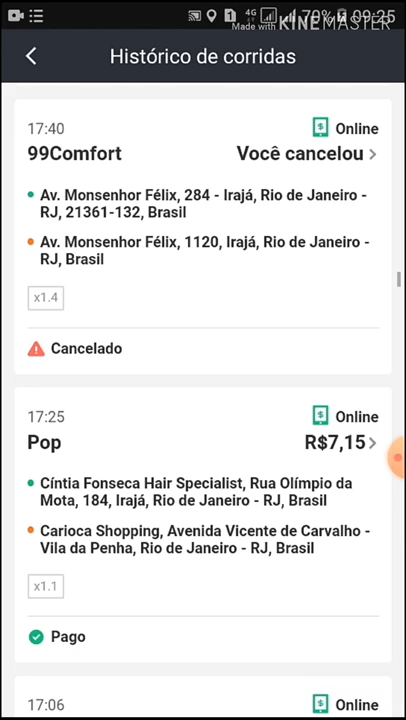 4G 70% 09:25
Made with KINEMASTER
Histórico de corridas
17:40 Online
99Comfort Você cancelou
Av. Monsenhor Félix, 284 - Irajá, Rio de Janeiro -
RJ, 21361-132, Brasil
Av. Monsenhor Félix, 1120, Irajá, Rio de Janeiro -
RJ, Brasil
x1.4
Cancelado
17:25 Online
Pop R$7,15
Cíntia Fonseca Hair Specialist, Rua Olímpio da
Mota, 184, Irajá, Rio de Janeiro - RJ, Brasil
Carioca Shopping, Avenida Vicente de Carvalho -
Vila da Penha, Rio de Janeiro - RJ, Brasil
x1.1
Pago
17:06 Online